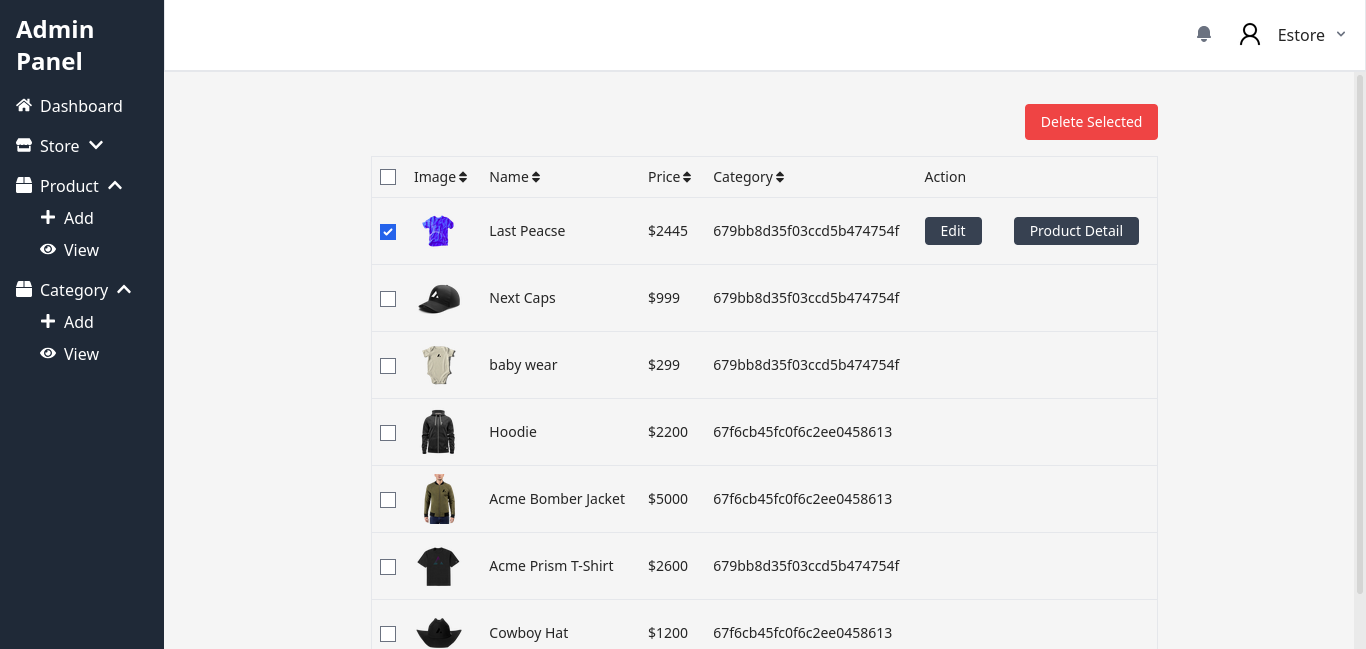 Admin
Panel
Dashboard
Store
Product
Add
View
Category
Add
View
Estore
Delete Selected
Image Name Price Category Action
Last Peacse $2445 679bb8d35f03ccd5b474754f Edit Product Detail
Next Caps $999 679bb8d35f03ccd5b474754f
baby wear $299 679bb8d35f03ccd5b474754f
Hoodie $2200 67f6cb45fc0f6c2ee0458613
Acme Bomber Jacket $5000 67f6cb45fc0f6c2ee0458613
Acme Prism T-Shirt $2600 679bb8d35f03ccd5b474754f
Cowboy Hat $1200 67f6cb45fc0f6c2ee0458613